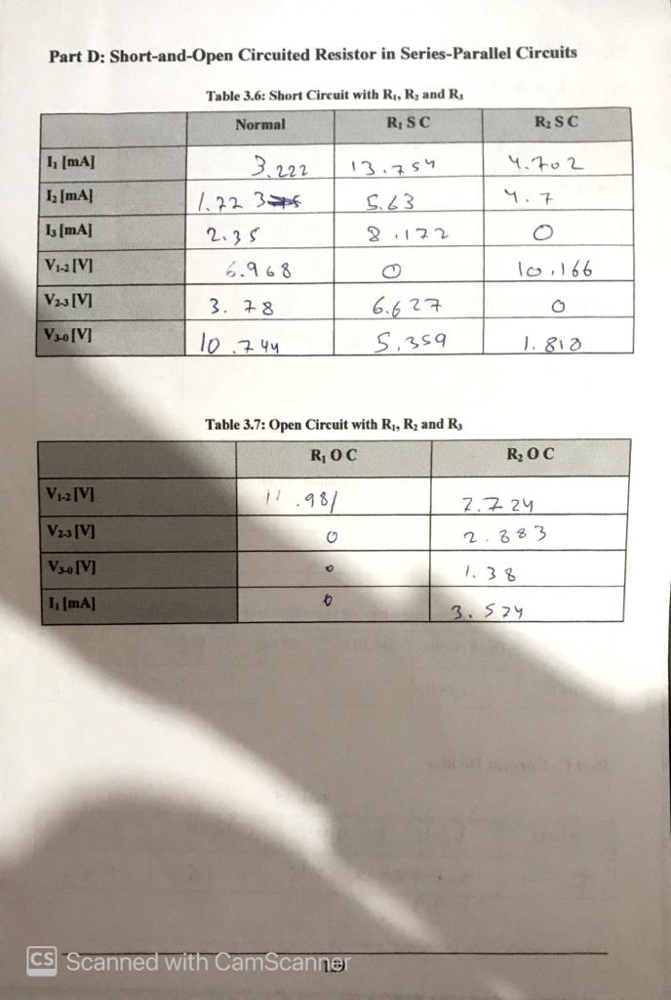 Part D: Short-and-Open Circuited Resistor in Series-Parallel Circuits
Table 3.6: Short Circuit with R₁, R₂ and R₃
Normal R₁ S C R₂ S C
I₁ [mA] 3.222 13.754 4.702
I₂ [mA] 1.22 5.63 4.7
I₃ [mA] 2.35 8.172 0
V₁₋₂ [V] 6.968 0 10.166
V₂₋₃ [V] 3.78 6.627 0
V₃₋₀ [V] 10.744 5.359 1.810
Table 3.7: Open Circuit with R₁, R₂ and R₃
R₁ O C R₂ O C
V₁₋₂ [V] 11.981 7.724
V₂₋₃ [V] 0 2.883
V₃₋₀ [V] 0 1.38
I₁ [mA] 0 3.574
CS Scanned with CamScanner